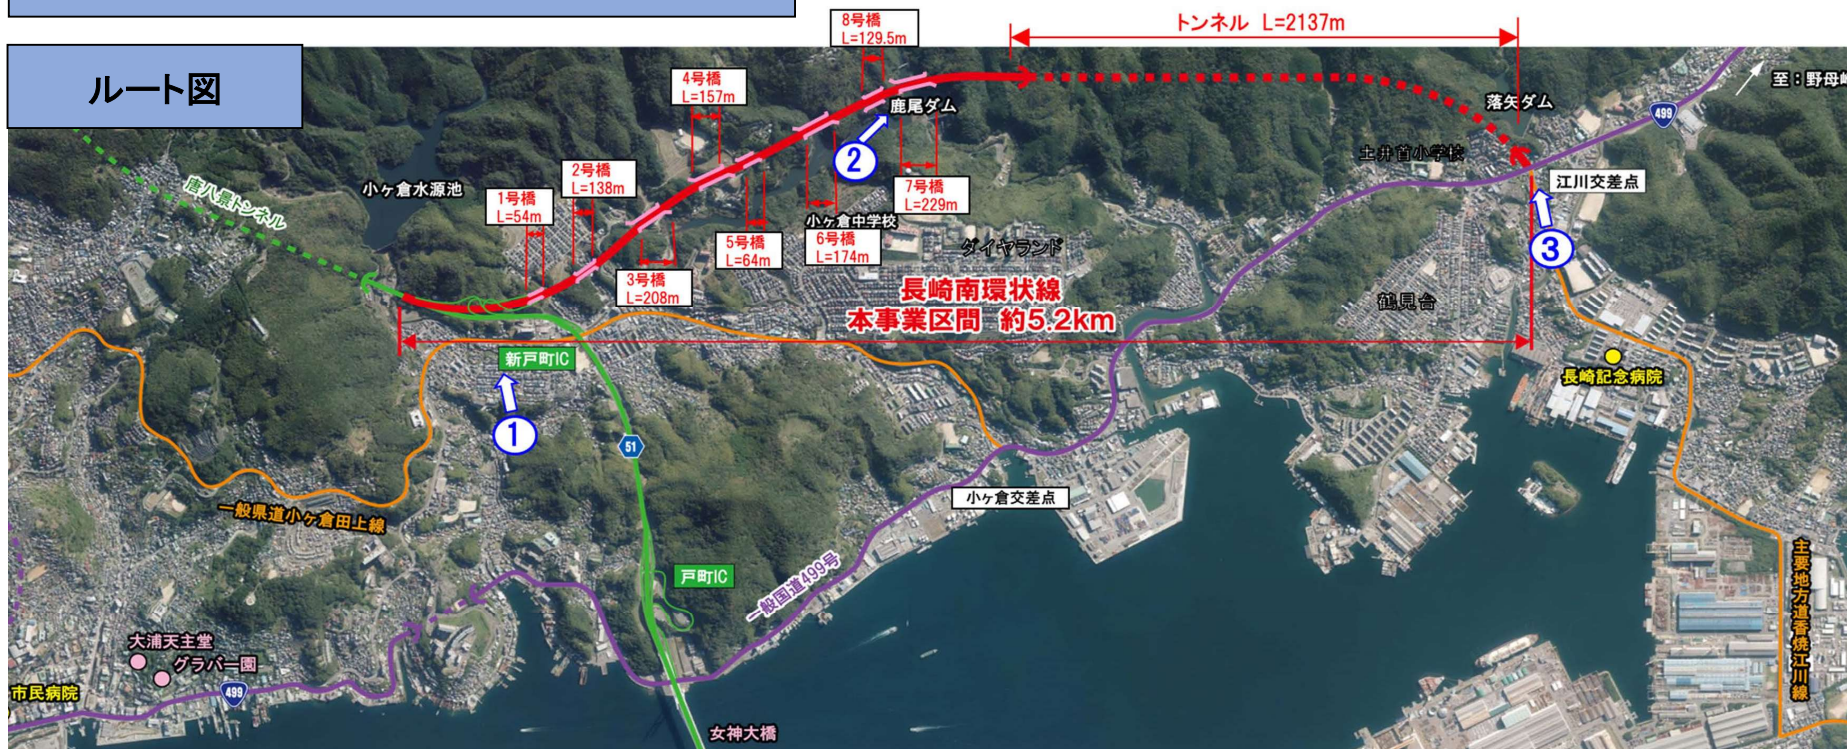 ルート図
8号橋
L=129.5m
トンネル L=2137m
4号橋
L=157m
鹿尾ダム
落矢ダム
499
2号橋
L=138m
②
土井首小学校
唐八景トンネル
小ヶ倉水源池
1号橋
L=54m
7号橋
L=229m
江川交差点
小ヶ倉中学校
5号橋
L=64m
6号橋
L=174m
ダイヤランド
③
3号橋
L=208m
長崎南環状線
本事業区間 約5.2km
鶴見台
新戸町IC
長崎記念病院
①
51
小ヶ倉交差点
一般県道小ヶ倉田上線
戸町IC
一般国道499号
主要地方道香焼江川線
大浦天主堂
グラバー園
市民病院
499
女神大橋